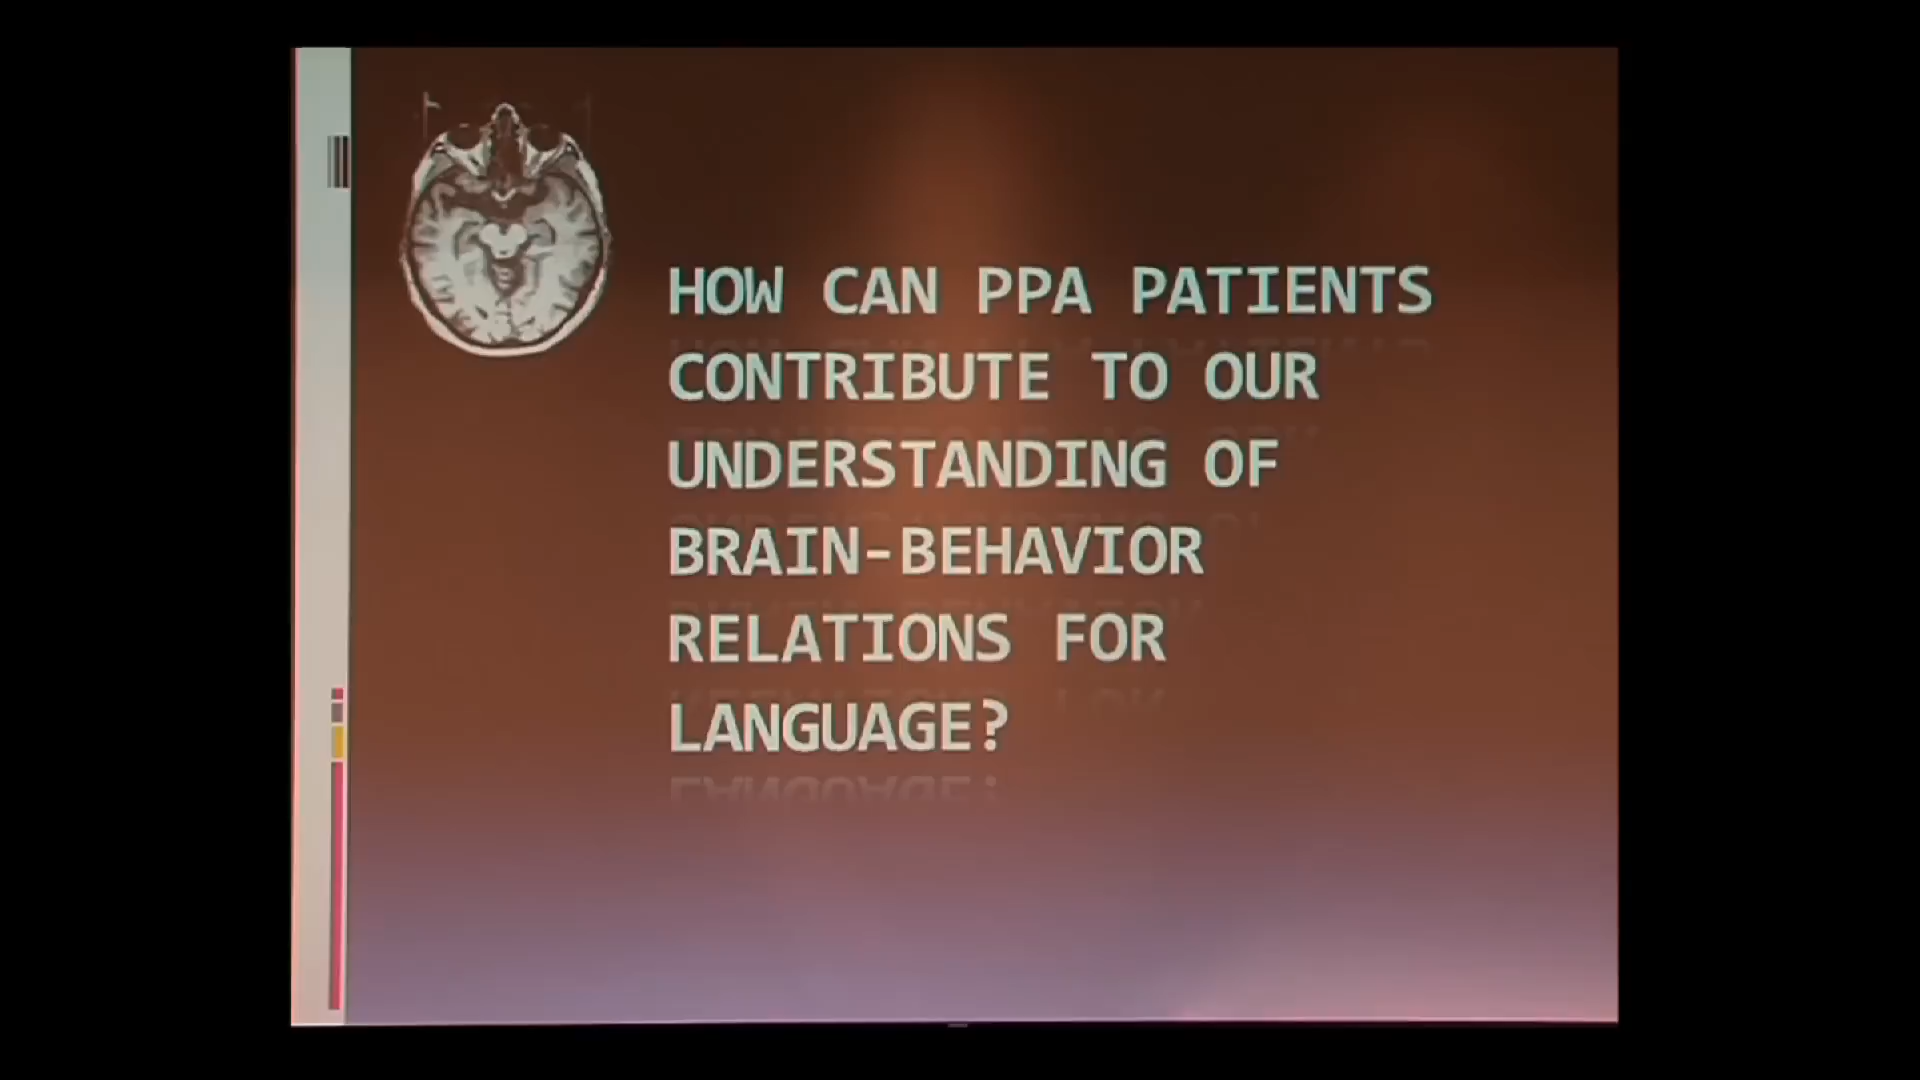 HOW CAN PPA PATIENTS
CONTRIBUTE TO OUR
UNDERSTANDING OF
BRAIN-BEHAVIOR
RELATIONS FOR
LANGUAGE?